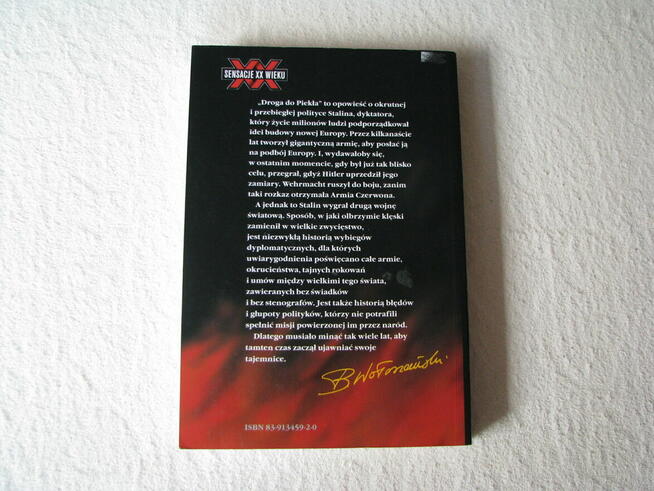 XX
SENSACJE XX WIEKU
„Droga do Piekła" to opowieść o okrutnej
i przebiegłej polityce Stalina, dyktatora,
który życie milionów ludzi podporządkował
idei budowy nowej Europy. Przez kilkanaście
lat tworzył gigantyczną armię, aby posłać ją
na podbój Europy. I, wydawałoby się,
w ostatnim momencie, gdy był już tak blisko
celu, przegrał, gdyż Hitler uprzedził jego
zamiary. Wehrmacht ruszył do boju, zanim
taki rozkaz otrzymała Armia Czerwona.
A jednak to Stalin wygrał drugą wojnę
światową. Sposób, w jaki olbrzymie klęski
zamienił w wielkie zwycięstwo,
jest niezwykłą historią wybiegów
dyplomatycznych, dla których
uwiarygodnienia poświęcano całe armie,
okrucieństwa, tajnych rokowań
i umów między wielkimi tego świata,
zawieranych bez świadków
i bez stenografów. Jest także historią błędów
i głupoty polityków, którzy nie potrafili
spełnić misji powierzonej im przez naród.
Dlatego musiało minąć tak wiele lat, aby
tamten czas zaczął ujawniać swoje
tajemnice.
B Wołoszański
ISBN 83-913459-2-0